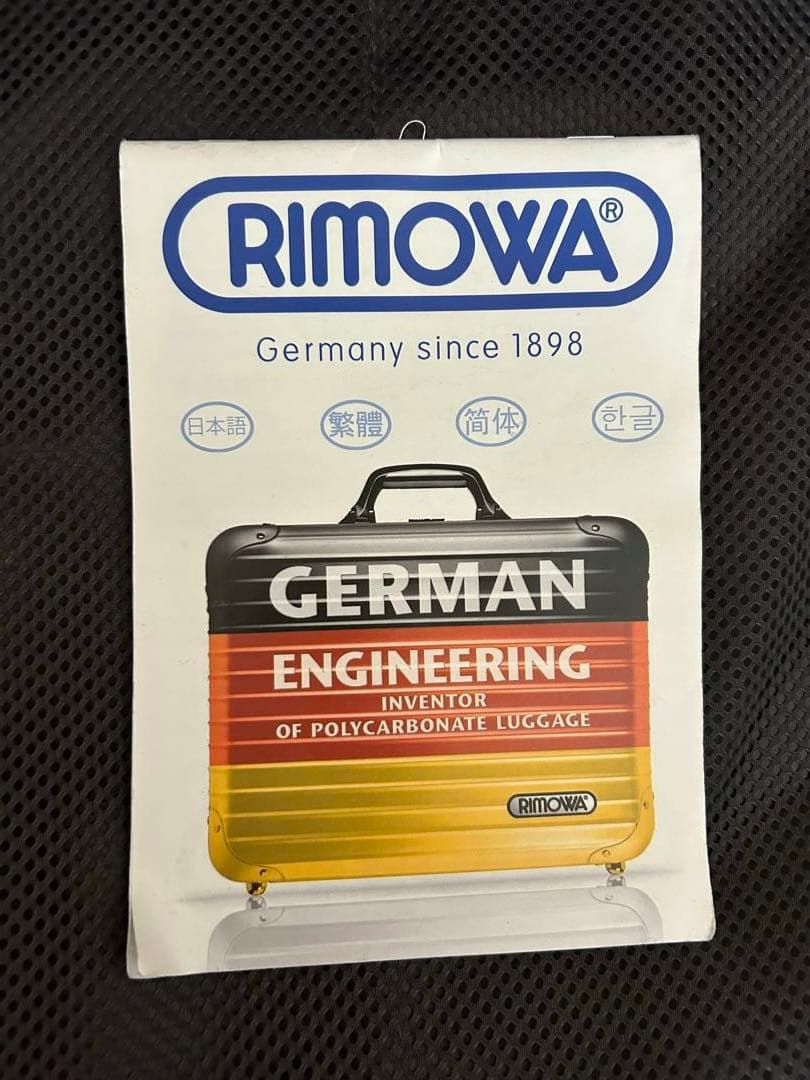 RIMOWA®
Germany since 1898
日本語 繁體 简体 한글
GERMAN
ENGINEERING
INVENTOR
OF POLYCARBONATE LUGGAGE
RIMOWA®